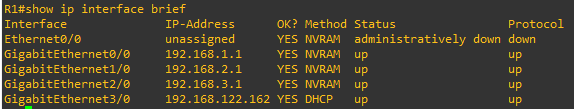 R1#show ip interface brief
Interface IP-Address OK? Method Status Protocol
Ethernet0/0 unassigned YES NVRAM administratively down down
GigabitEthernet0/0 192.168.1.1 YES NVRAM up up
GigabitEthernet1/0 192.168.2.1 YES NVRAM up up
GigabitEthernet2/0 192.168.3.1 YES NVRAM up up
GigabitEthernet3/0 192.168.122.162 YES DHCP up up